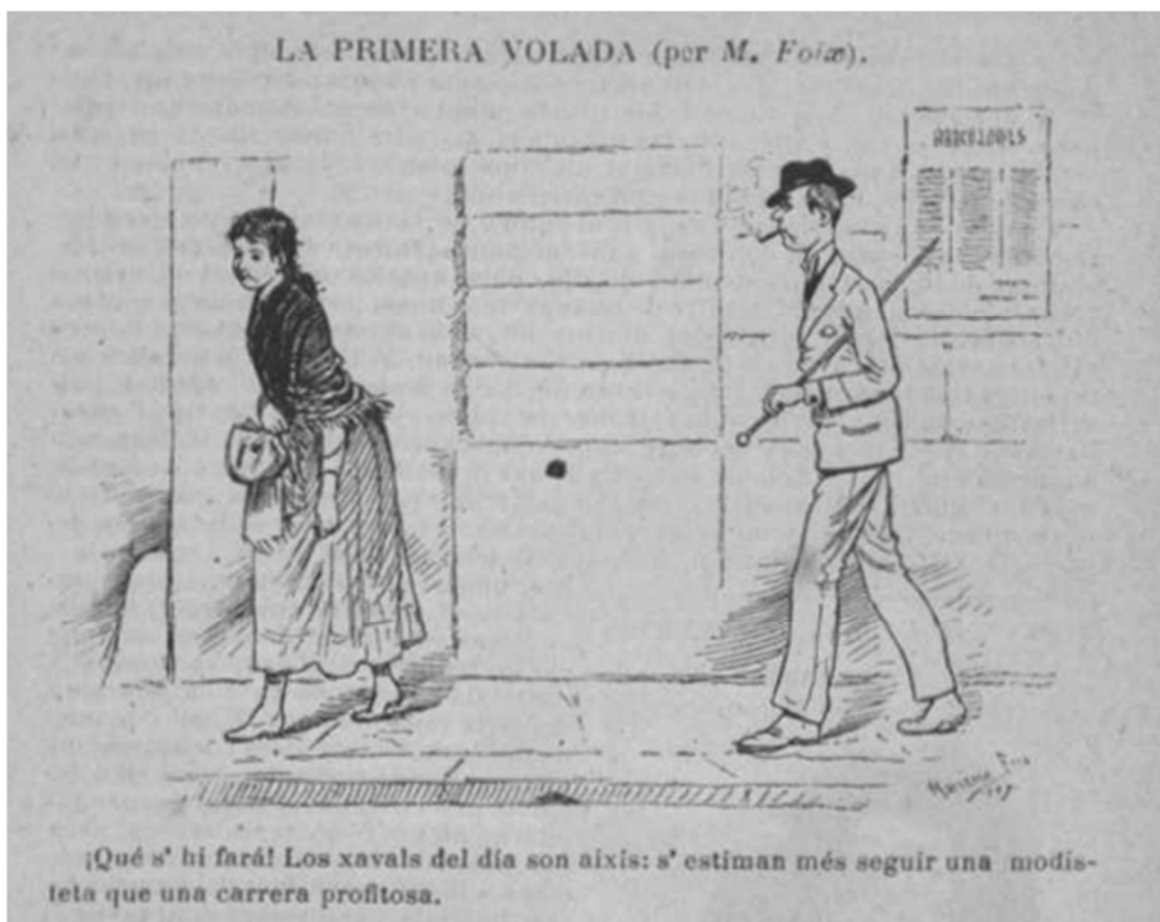 LA PRIMERA VOLADA (per M. Foix).
¡Qué s' hi fará! Los xavals del día son aixís: s' estiman més seguir una modis-
teta que una carrera profitosa.